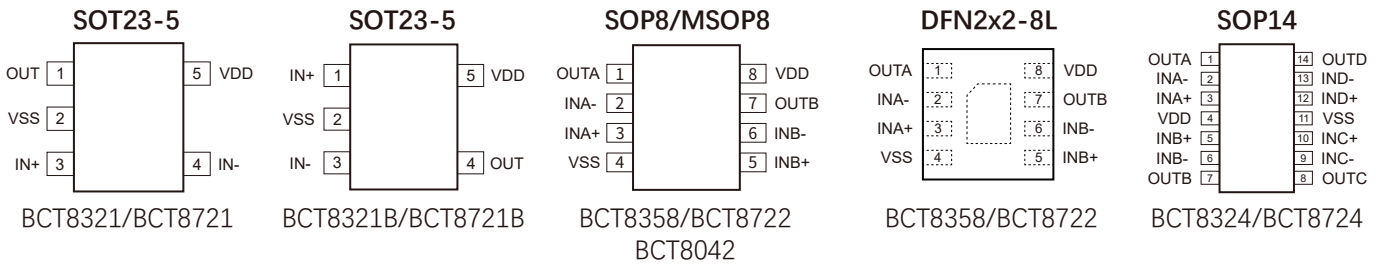 SOT23-5
OUT 1 5 VDD
VSS 2
IN+ 3 4 IN-
BCT8321/BCT8721
SOT23-5
IN+ 1 5 VDD
VSS 2
IN- 3 4 OUT
BCT8321B/BCT8721B
SOP8/MSOP8
OUTA 1 8 VDD
INA- 2 7 OUTB
INA+ 3 6 INB-
VSS 4 5 INB+
BCT8358/BCT8722
BCT8042
DFN2x2-8L
OUTA 1 8 VDD
INA- 2 7 OUTB
INA+ 3 6 INB-
VSS 4 5 INB+
BCT8358/BCT8722
SOP14
OUTA 1 14 OUTD
INA- 2 13 IND-
INA+ 3 12 IND+
VDD 4 11 VSS
INB+ 5 10 INC+
INB- 6 9 INC-
OUTB 7 8 OUTC
BCT8324/BCT8724